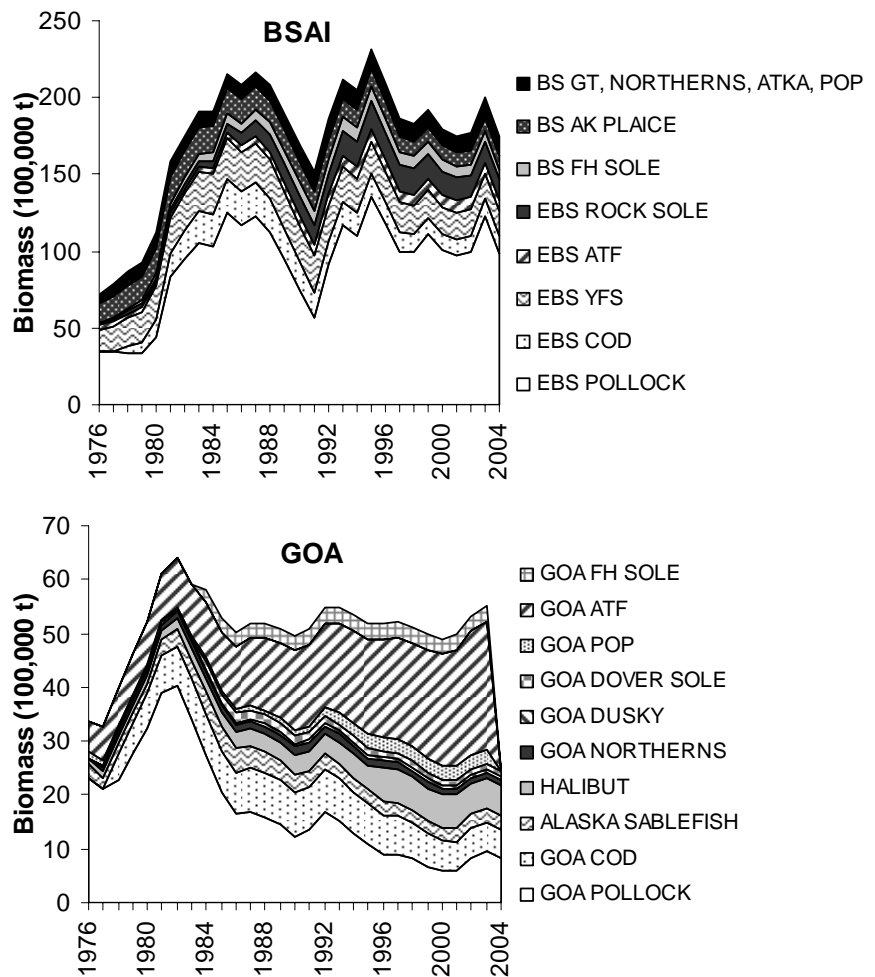 BSAI
Biomass (100,000 t)
250
200
150
100
50
0
1976
1980
1984
1988
1992
1996
2000
2004
BS GT, NORTHERNS, ATKA, POP
BS AK PLAICE
BS FH SOLE
EBS ROCK SOLE
EBS ATF
EBS YFS
EBS COD
EBS POLLOCK
GOA
Biomass (100,000 t)
70
60
50
40
30
20
10
0
1976
1980
1984
1988
1992
1996
2000
2004
GOA FH SOLE
GOA ATF
GOA POP
GOA DOVER SOLE
GOA DUSKY
GOA NORTHERNS
HALIBUT
ALASKA SABLEFISH
GOA COD
GOA POLLOCK